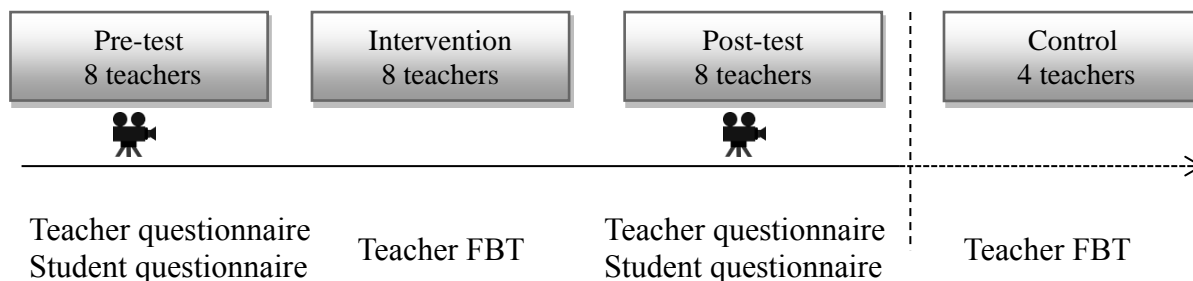 Pre-test
8 teachers
Intervention
8 teachers
Post-test
8 teachers
Control
4 teachers
Teacher questionnaire
Student questionnaire
Teacher FBT
Teacher questionnaire
Student questionnaire
Teacher FBT